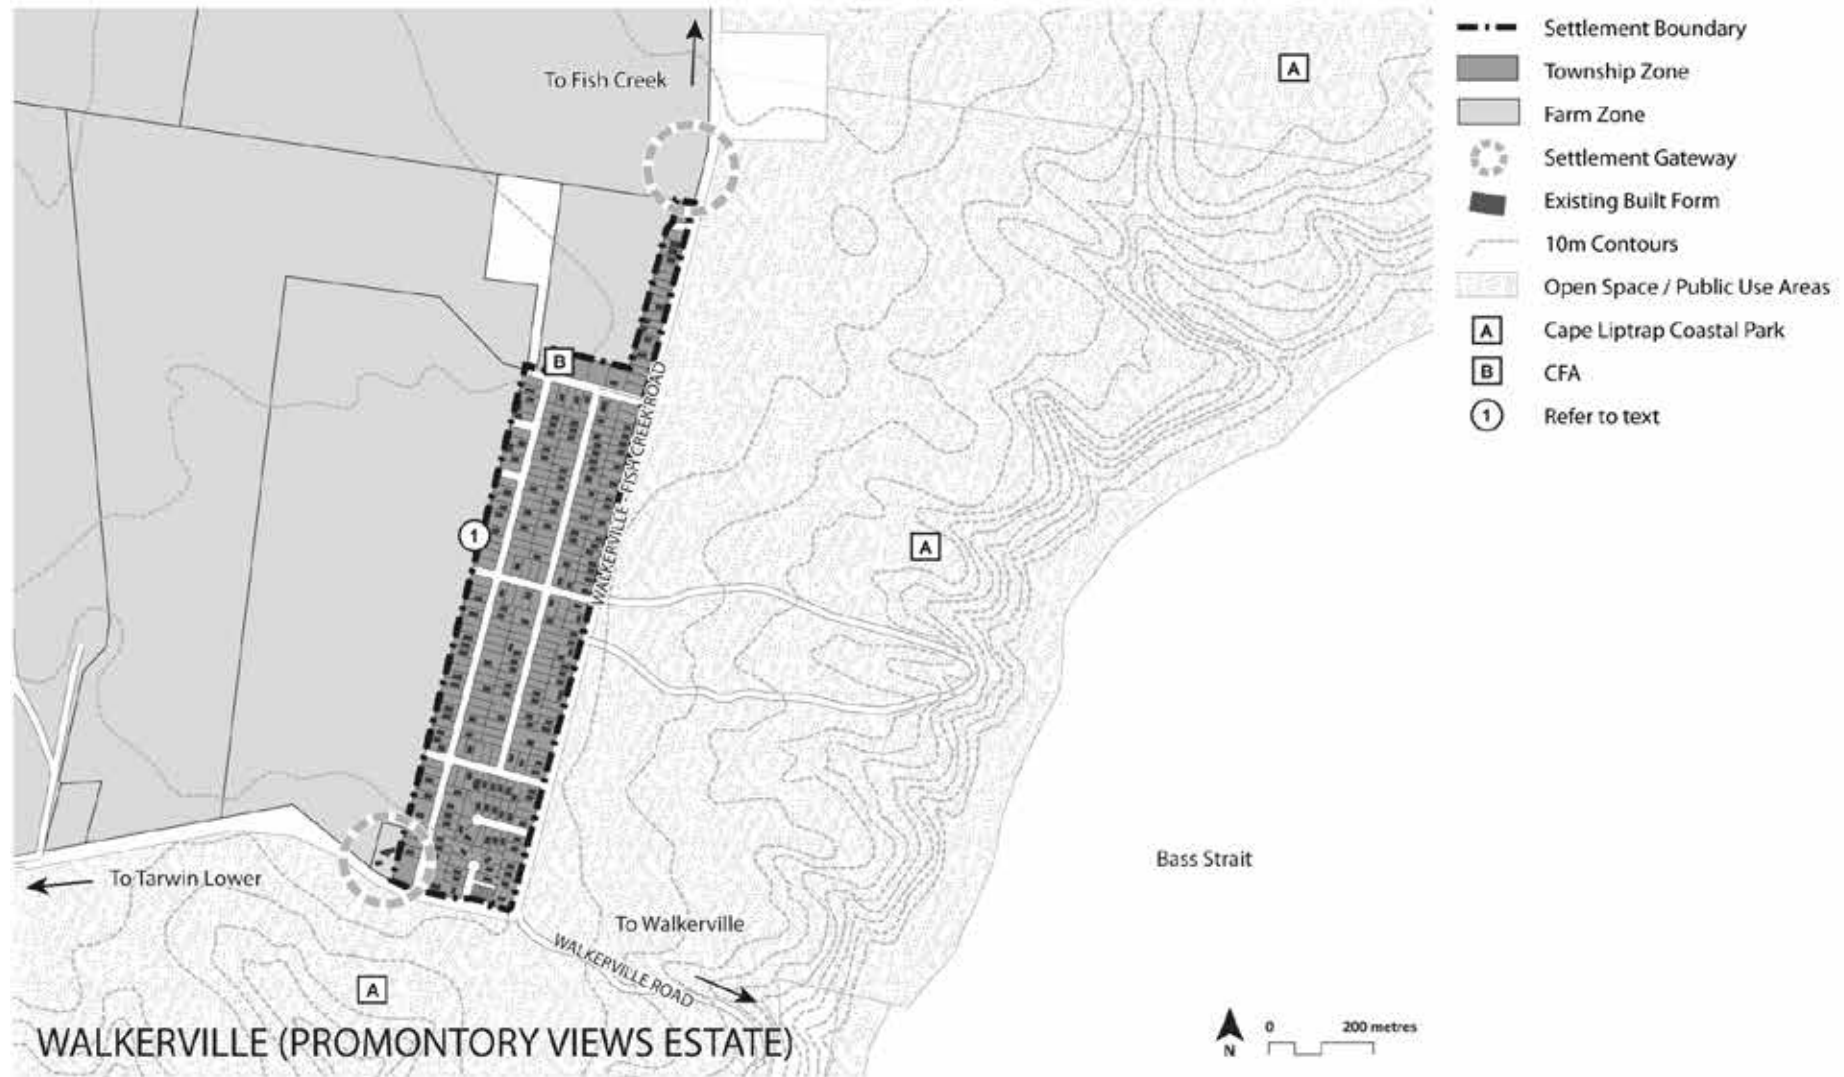 To Fish Creek
A
B
WALKERVILLE - FISH CREEK ROAD
1
A
Bass Strait
To Tarwin Lower
To Walkerville
WALKERVILLE ROAD
A
WALKERVILLE (PROMONTORY VIEWS ESTATE)
N
0 200 metres
Settlement Boundary
Township Zone
Farm Zone
Settlement Gateway
Existing Built Form
10m Contours
Open Space / Public Use Areas
A Cape Liptrap Coastal Park
B CFA
1 Refer to text